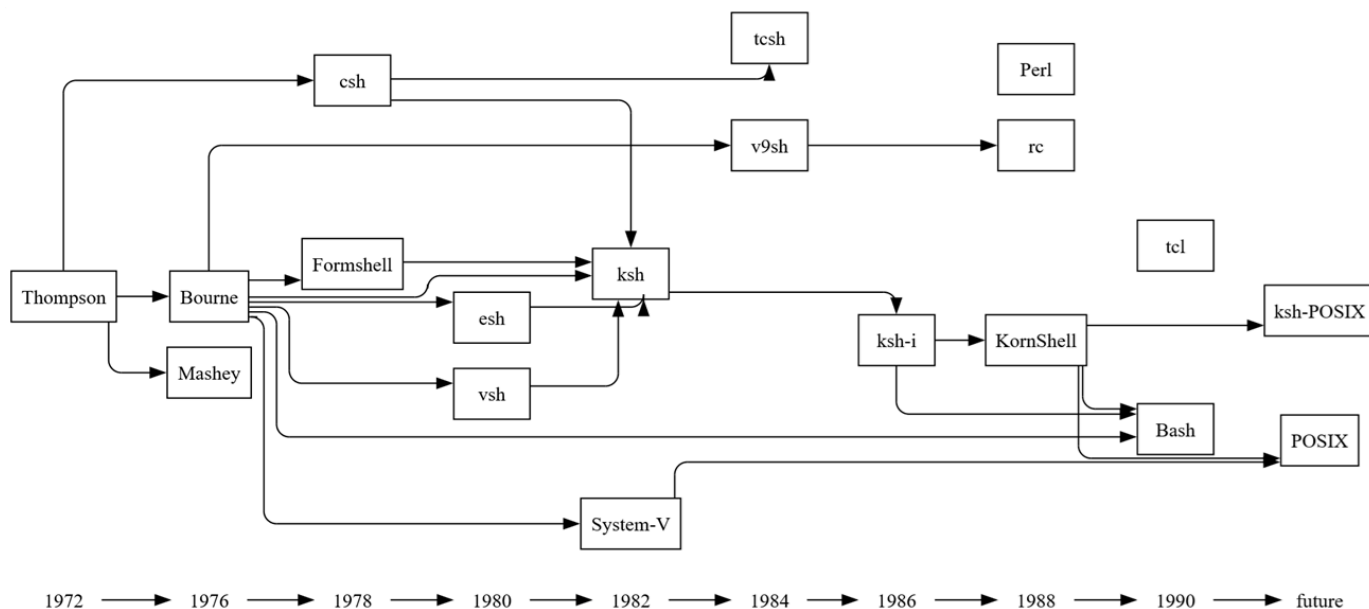 tcsh
csh
Perl
v9sh
rc
tcl
Formshell
ksh
Thompson
Bourne
esh
ksh-POSIX
ksh-i
KornShell
Mashey
vsh
Bash
POSIX
System-V
1972 1976 1978 1980 1982 1984 1986 1988 1990 future